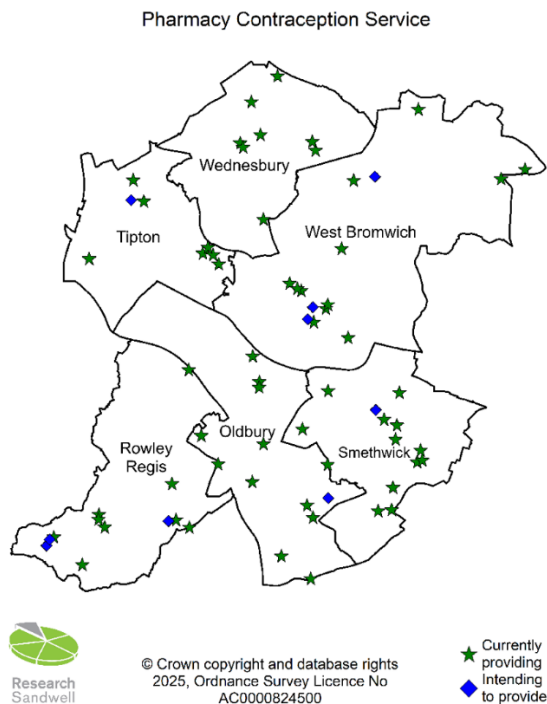 Pharmacy Contraception Service
Wednesbury
Tipton
West Bromwich
Oldbury
Rowley
Regis
Smethwick
Research
Sandwell
© Crown copyright and database rights
2025, Ordnance Survey Licence No
AC0000824500
Currently
providing
Intending
to provide